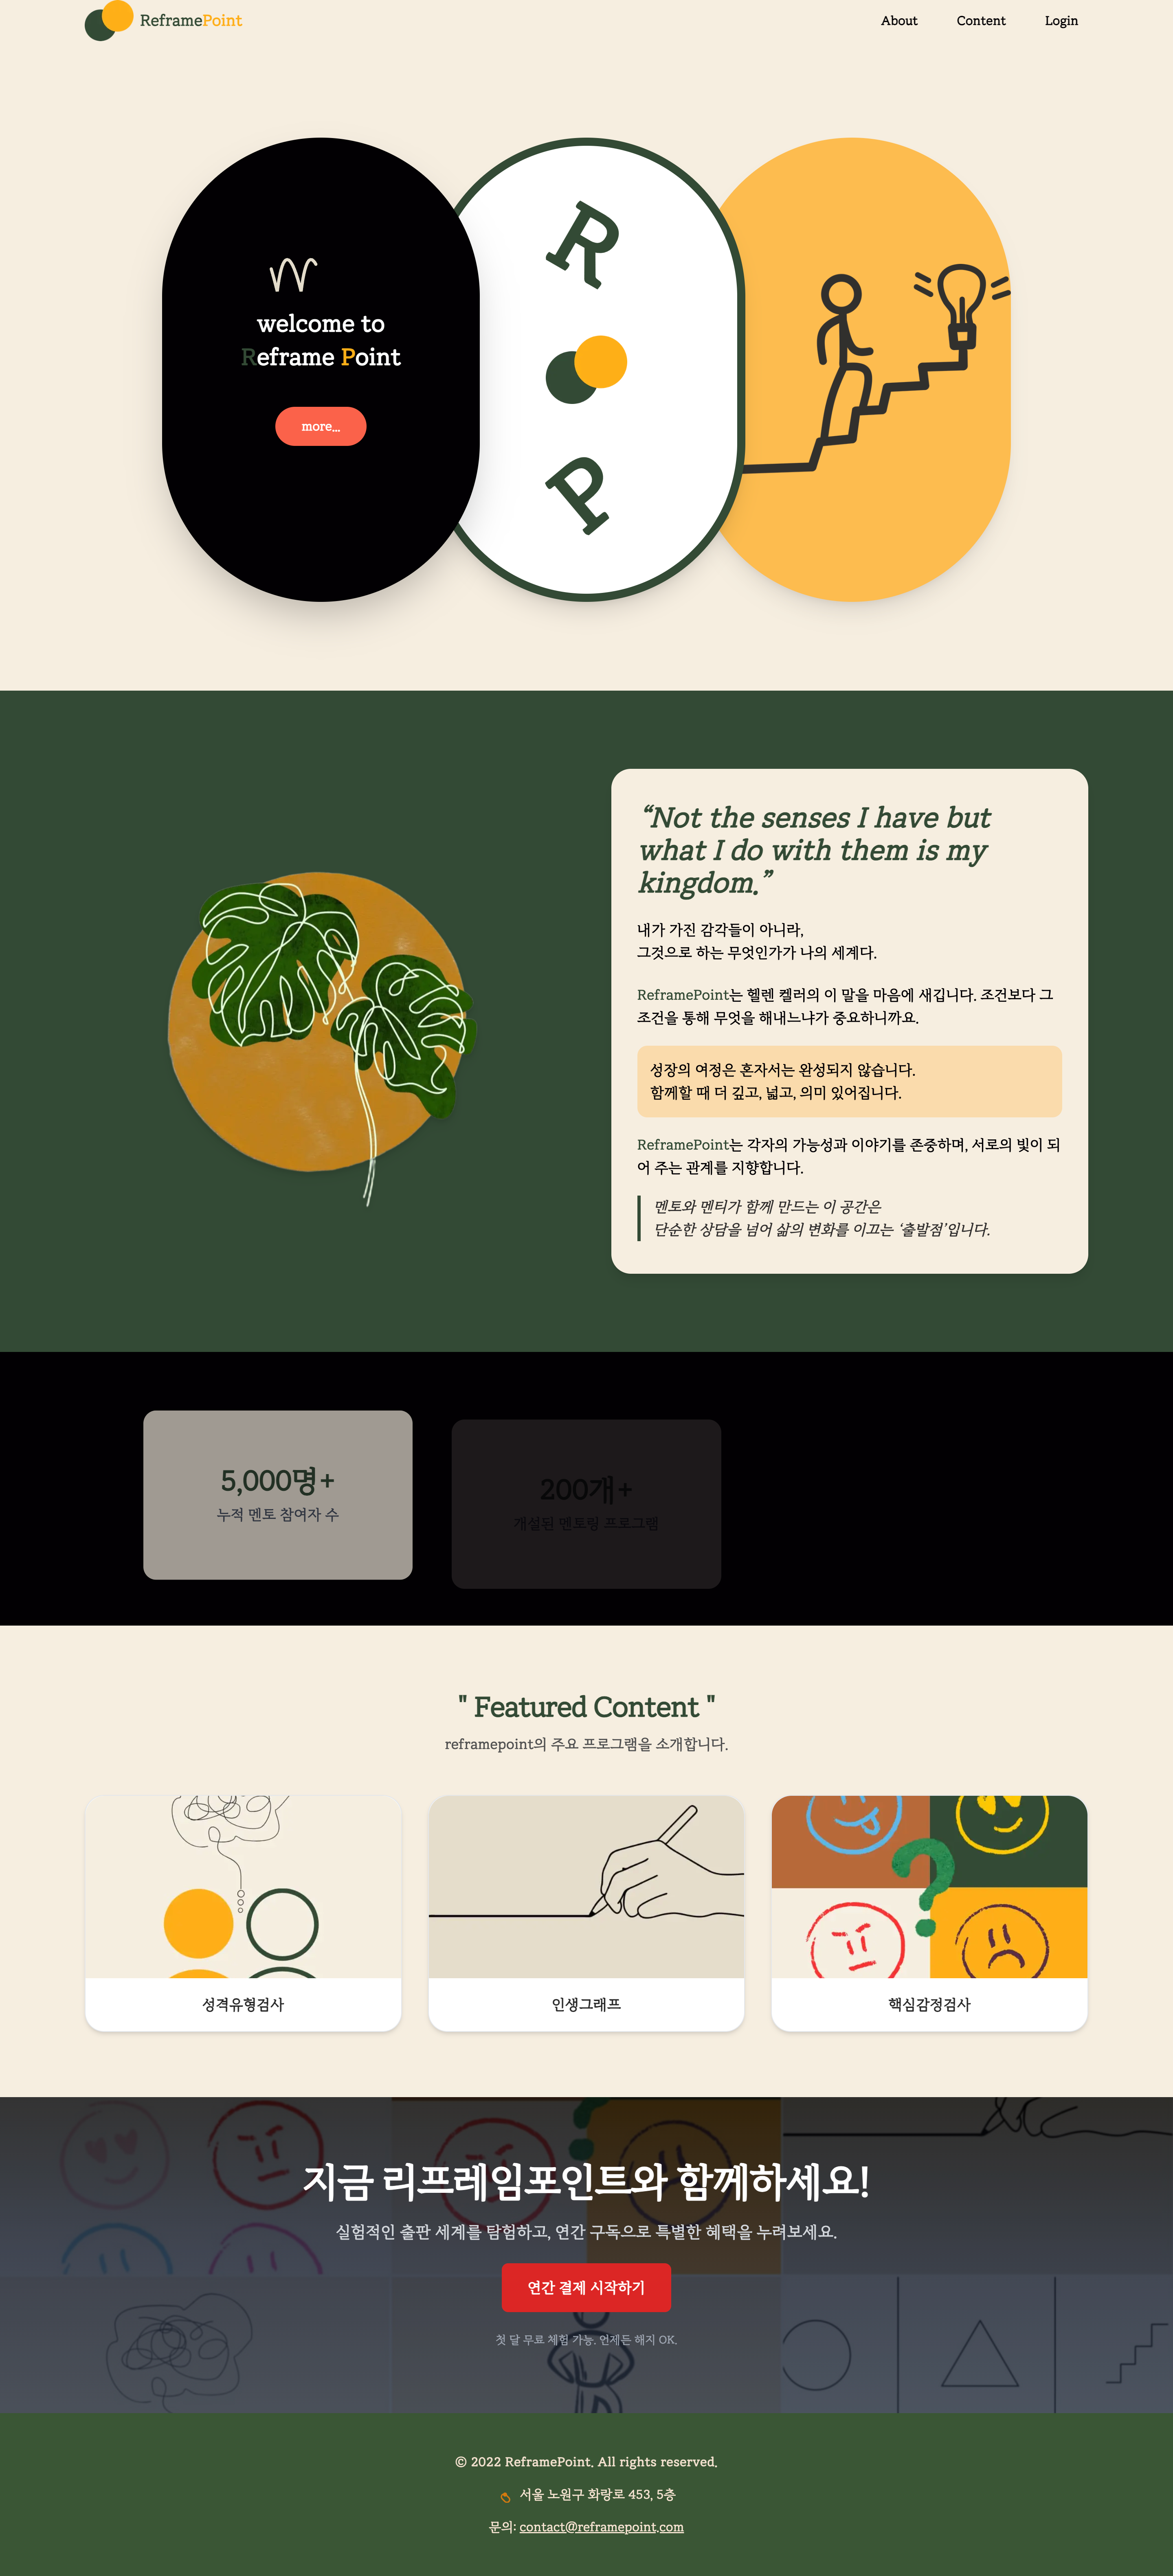 ReframePoint
About Content Login
welcome to
Reframe Point
more...
R
P
“Not the senses I have but
what I do with them is my
kingdom.”
내가 가진 감각들이 아니라,
그것으로 하는 무엇인가가 나의 세계다.
ReframePoint는 헬렌 켈러의 이 말을 마음에 새깁니다. 조건보다 그
조건을 통해 무엇을 해내느냐가 중요하니까요.
성장의 여정은 혼자서는 완성되지 않습니다.
함께할 때 더 깊고, 넓고, 의미 있어집니다.
ReframePoint는 각자의 가능성과 이야기를 존중하며, 서로의 빛이 되
어 주는 관계를 지향합니다.
멘토와 멘티가 함께 만드는 이 공간은
단순한 상담을 넘어 삶의 변화를 이끄는 ‘출발점’입니다.
5,000명+
누적 멘토 참여자 수
200개+
개설된 멘토링 프로그램
" Featured Content "
reframepoint의 주요 프로그램을 소개합니다.
성격유형검사
인생그래프
핵심감정검사
지금 리프레임포인트와 함께하세요!
실험적인 출판 세계를 탐험하고, 연간 구독으로 특별한 혜택을 누려보세요.
연간 결제 시작하기
첫 달 무료 체험 가능. 언제든 해지 OK.
© 2022 ReframePoint. All rights reserved.
서울 노원구 화랑로 453, 5층
문의: contact@reframepoint.com